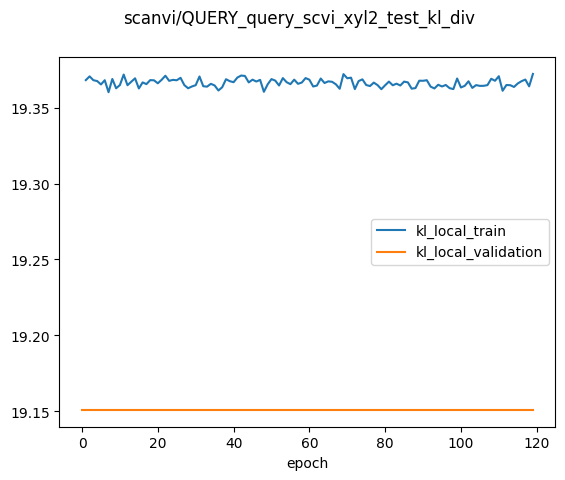 scanvi/QUERY_query_scvi_xyl2_test_kl_div
19.35
19.30
19.25
19.20
19.15
kl_local_train
kl_local_validation
0 20 40 60 80 100 120
epoch